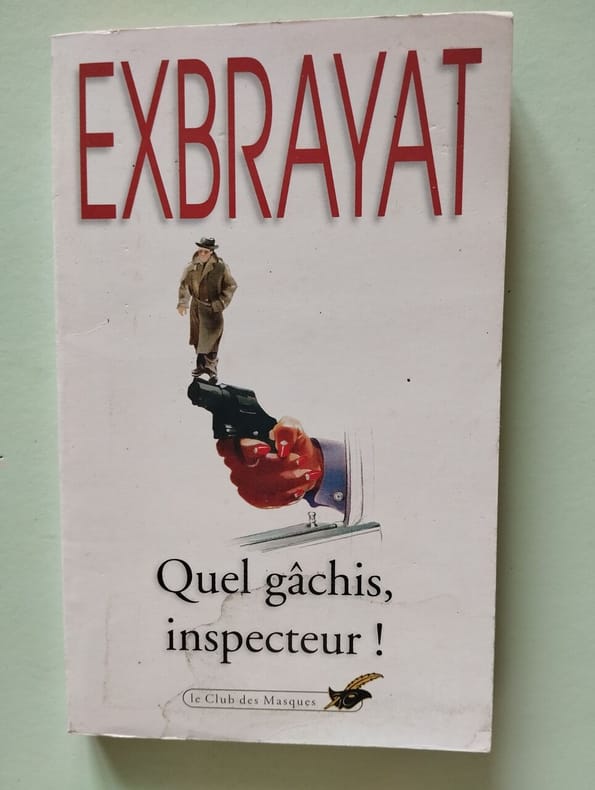 EXBRAYAT
Quel gâchis,
inspecteur !
le Club des Masques